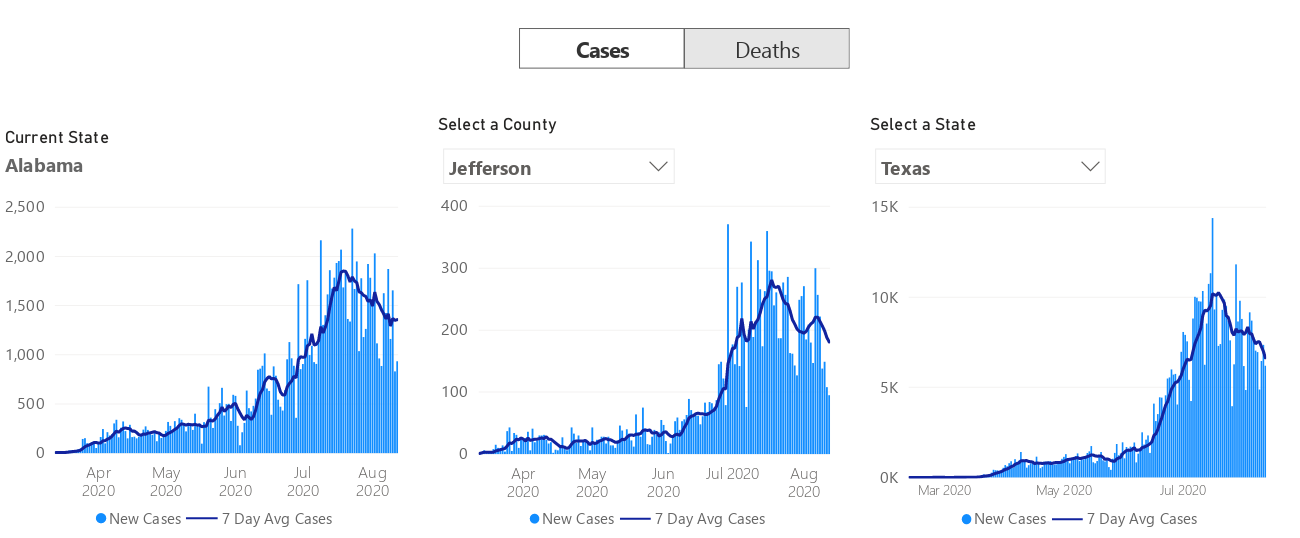 Cases Deaths
Current State
Alabama
2,500
2,000
1,500
1,000
500
0
Apr 2020
May 2020
Jun 2020
Jul 2020
Aug 2020
New Cases 7 Day Avg Cases
Select a County
Jefferson
400
300
200
100
0
Apr 2020
May 2020
Jun 2020
Jul 2020
Aug 2020
New Cases 7 Day Avg Cases
Select a State
Texas
15K
10K
5K
0K
Mar 2020
May 2020
Jul 2020
New Cases 7 Day Avg Cases